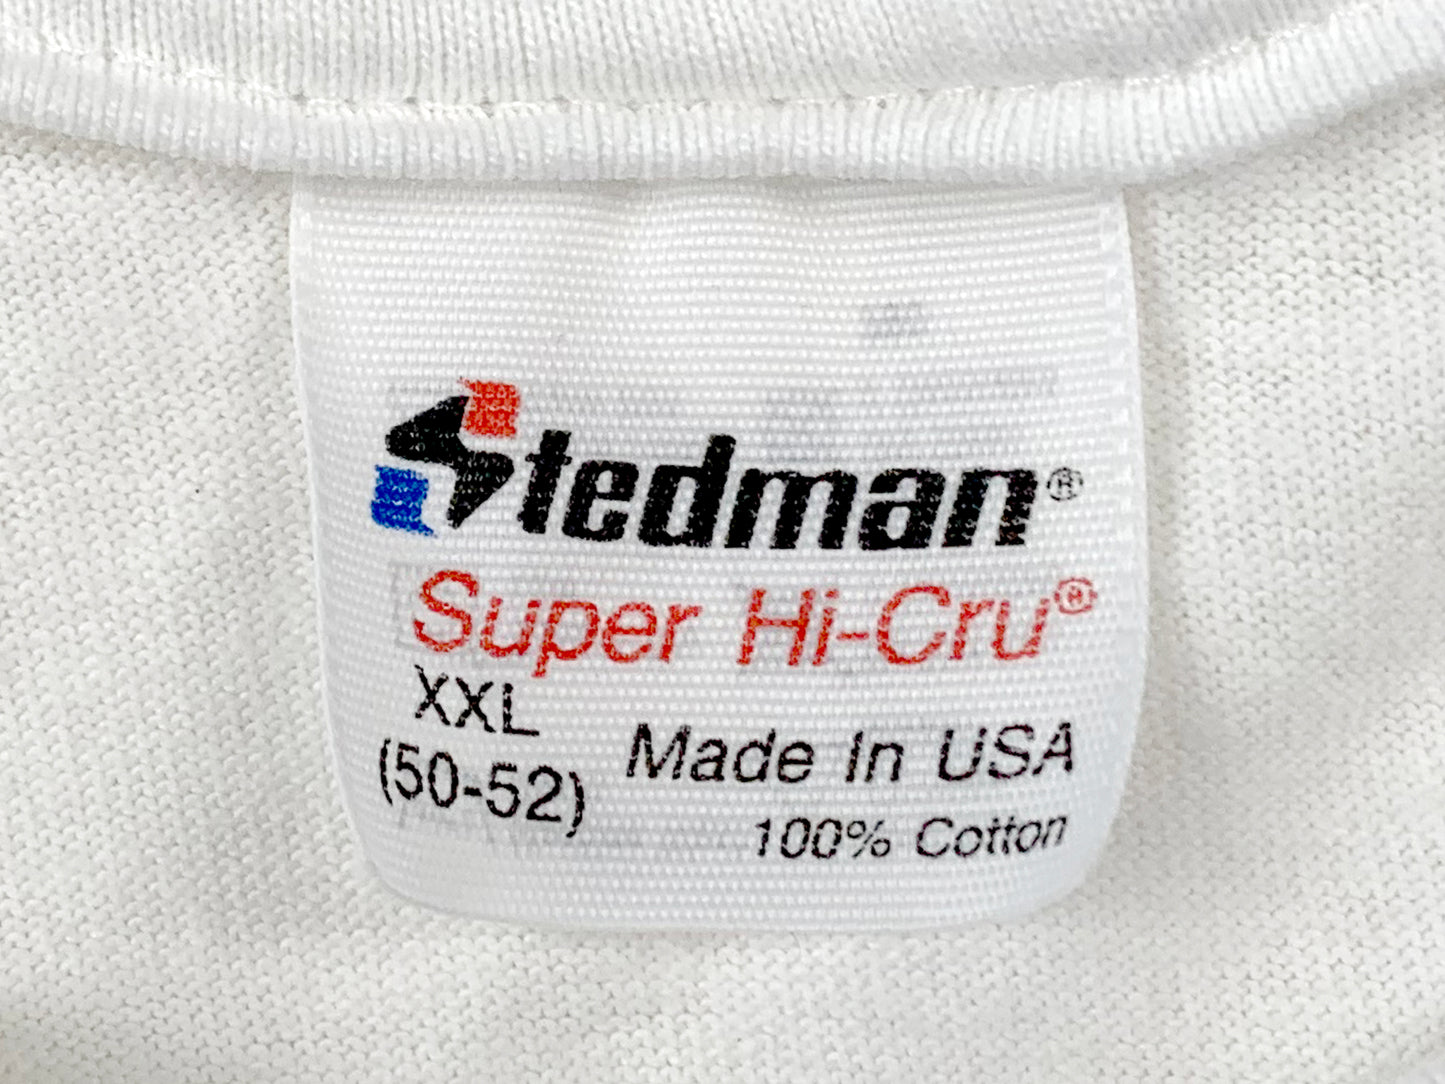 Stedman®
Super Hi-Cru®
XXL
(50-52)
Made In USA
100% Cotton